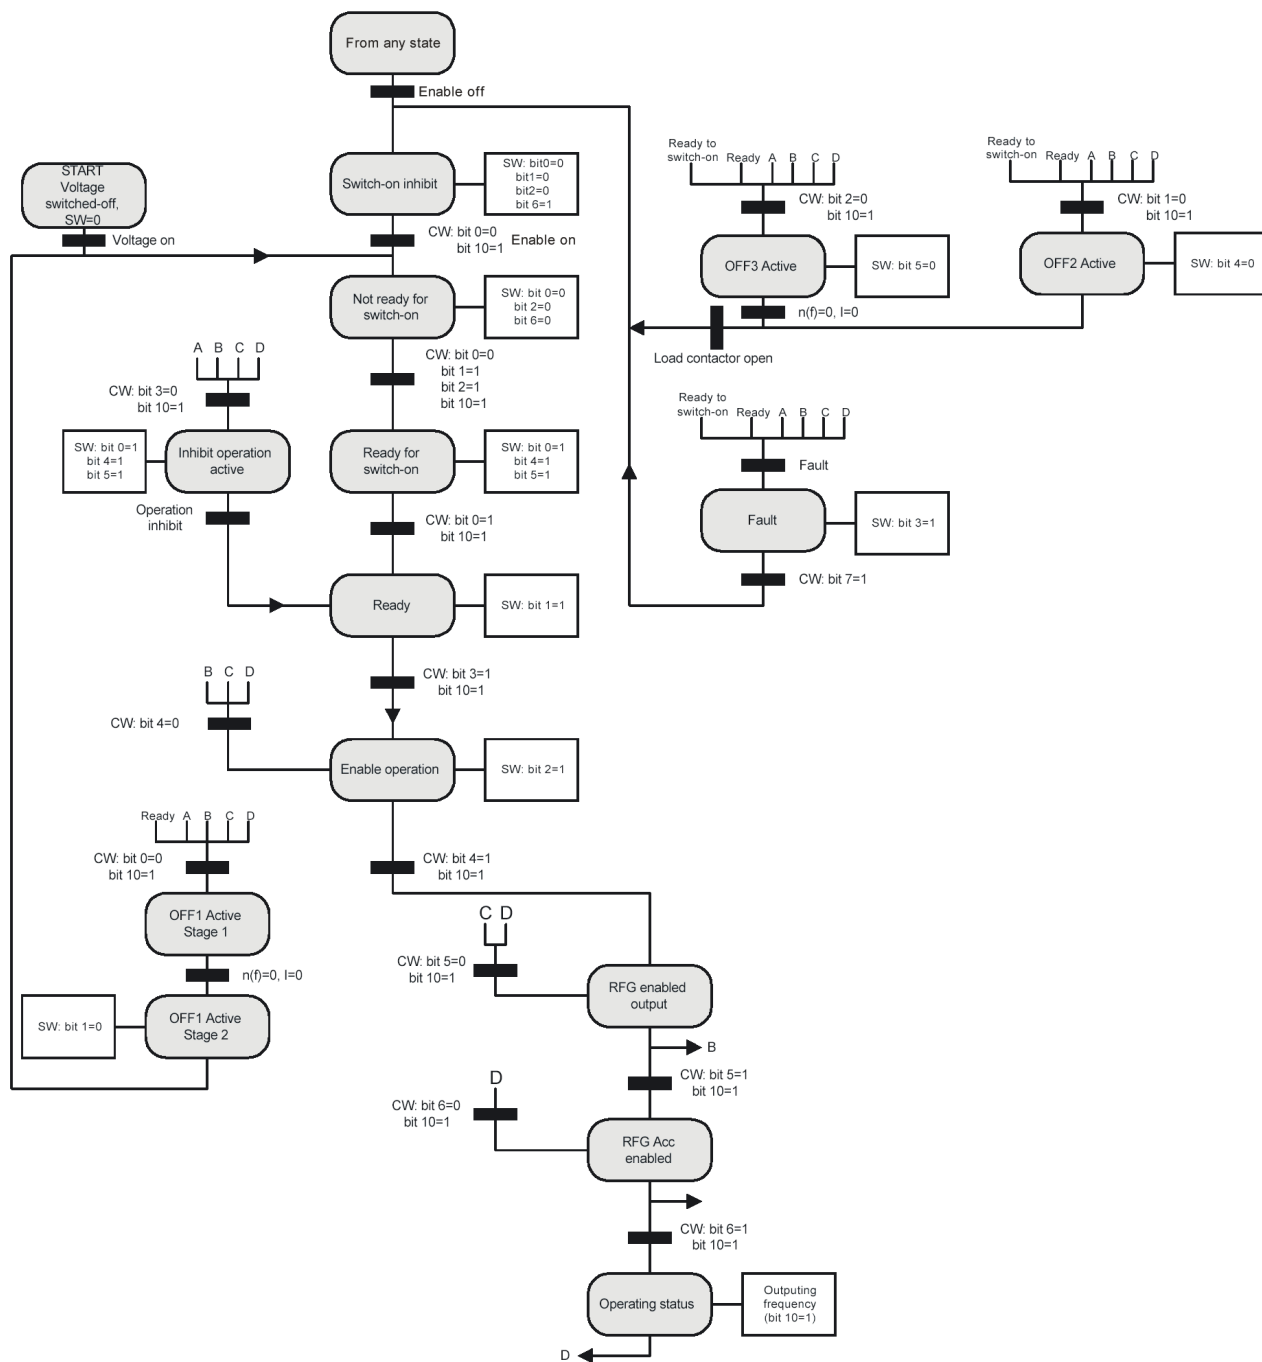 From any state
Enable off
START
Voltage
switched-off,
SW=0
Voltage on
Switch-on inhibit
SW: bit0=0
bit1=0
bit2=0
bit 6=1
CW: bit 0=0
bit 10=1
Enable on
Not ready for
switch-on
SW: bit 0=0
bit 2=0
bit 6=0
CW: bit 0=0
bit 1=1
bit 2=1
bit 10=1
A B C D
CW: bit 3=0
bit 10=1
SW: bit 0=1
bit 4=1
bit 5=1
Inhibit operation
active
Operation
inhibit
Ready for
switch-on
SW: bit 0=1
bit 4=1
bit 5=1
CW: bit 0=1
bit 10=1
Ready
SW: bit 1=1
CW: bit 3=1
bit 10=1
B C D
CW: bit 4=0
Enable operation
SW: bit 2=1
CW: bit 4=1
bit 10=1
Ready A B C D
CW: bit 0=0
bit 10=1
OFF1 Active
Stage 1
n(f)=0, I=0
SW: bit 1=0
OFF1 Active
Stage 2
C D
CW: bit 5=0
bit 10=1
RFG enabled
output
B
CW: bit 5=1
bit 10=1
D
CW: bit 6=0
bit 10=1
RFG Acc
enabled
CW: bit 6=1
bit 10=1
Operating status
Outputing
frequency
(bit 10=1)
D
Ready to
switch-on Ready A B C D
CW: bit 2=0
bit 10=1
OFF3 Active
SW: bit 5=0
n(f)=0, I=0
Load contactor open
Ready to
switch-on Ready A B C D
CW: bit 1=0
bit 10=1
OFF2 Active
SW: bit 4=0
Ready to
switch-on Ready A B C D
Fault
Fault
SW: bit 3=1
CW: bit 7=1